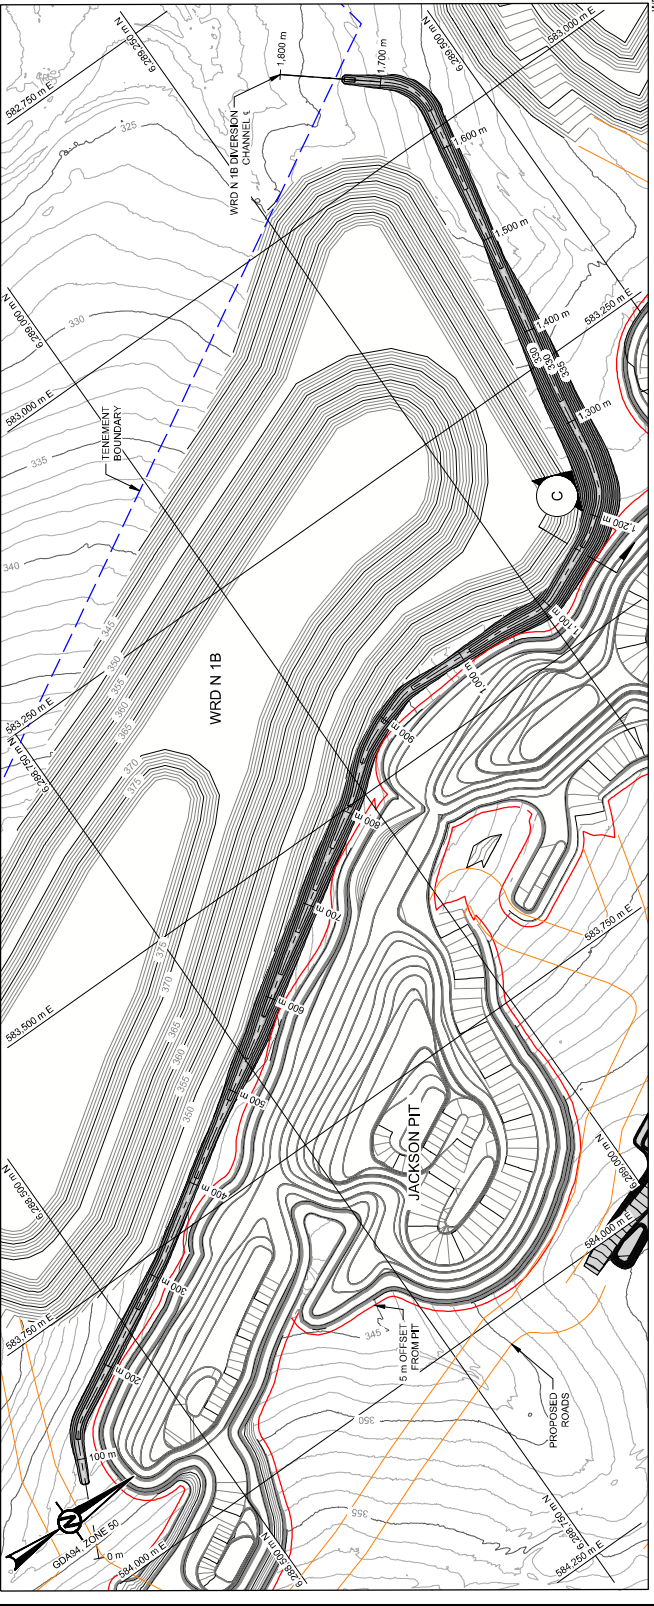 582,750 m E
6,289,250 m N
6,289,500 m N
583,000 m E
1,800 m
1,700 m
WRD N 1B DIVERSION
CHANNEL ℄
325
1,600 m
1,500 m
6,289,000 m N
330
1,400 m
583,250 m E
330
330
335
583,000 m E
1,300 m
TENEMENT
BOUNDARY
335
C
1,200 m
340
345
1,100 m
350
355
360
365
WRD N 1B
1,000 m
583,250 m E
6,288,750 m N
900 m
370
375
800 m
583,750 m E
700 m
375
370
365
360
355
350
583,500 m E
600 m
500 m
JACKSON PIT
6,289,000 m N
6,288,500 m N
400 m
584,000 m E
300 m
583,750 m E
345
5 m OFFSET
FROM PIT
200 m
PROPOSED
ROADS
350
100 m
355
N
GDA94, ZONE 50
0 m
584,000 m E
6,288,500 m N
6,288,750 m N
584,250 m E